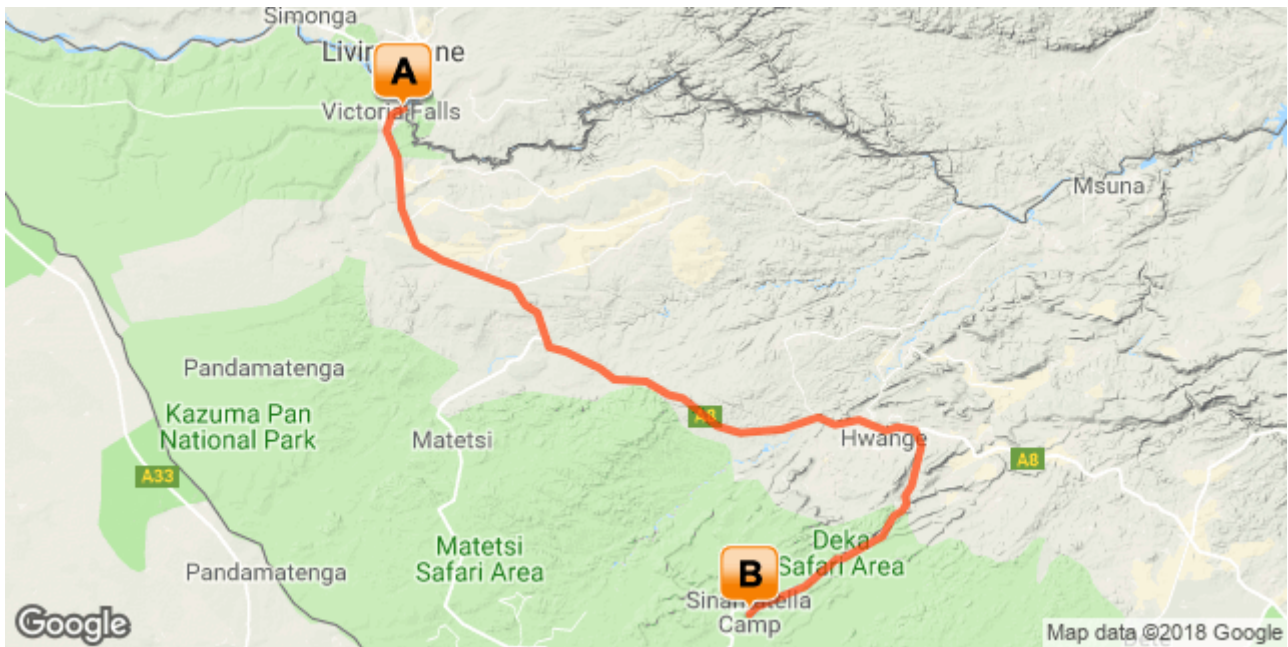 Simonga
A
Victoria Falls
Msuna
Pandamatenga
Kazuma Pan
National Park
A8
Matetsi
Hwange
A33
A8
Matetsi
Safari Area
Deka
Safari Area
Pandamatenga
B
Camp
Google
Map data ©2018 Google